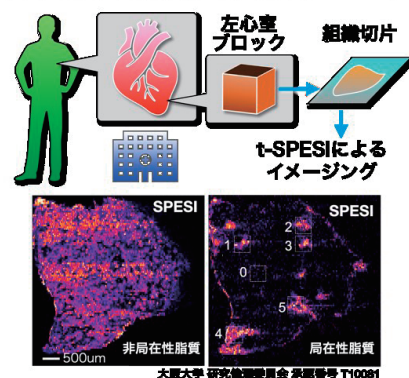 左心室
ブロック
組織切片
t-SPESIによる
イメージング
SPESI
非局在性脂質
500um
SPESI
1
2
3
0
5
4
局在性脂質
大阪大学 研究倫理委員会 承認番号 T10081